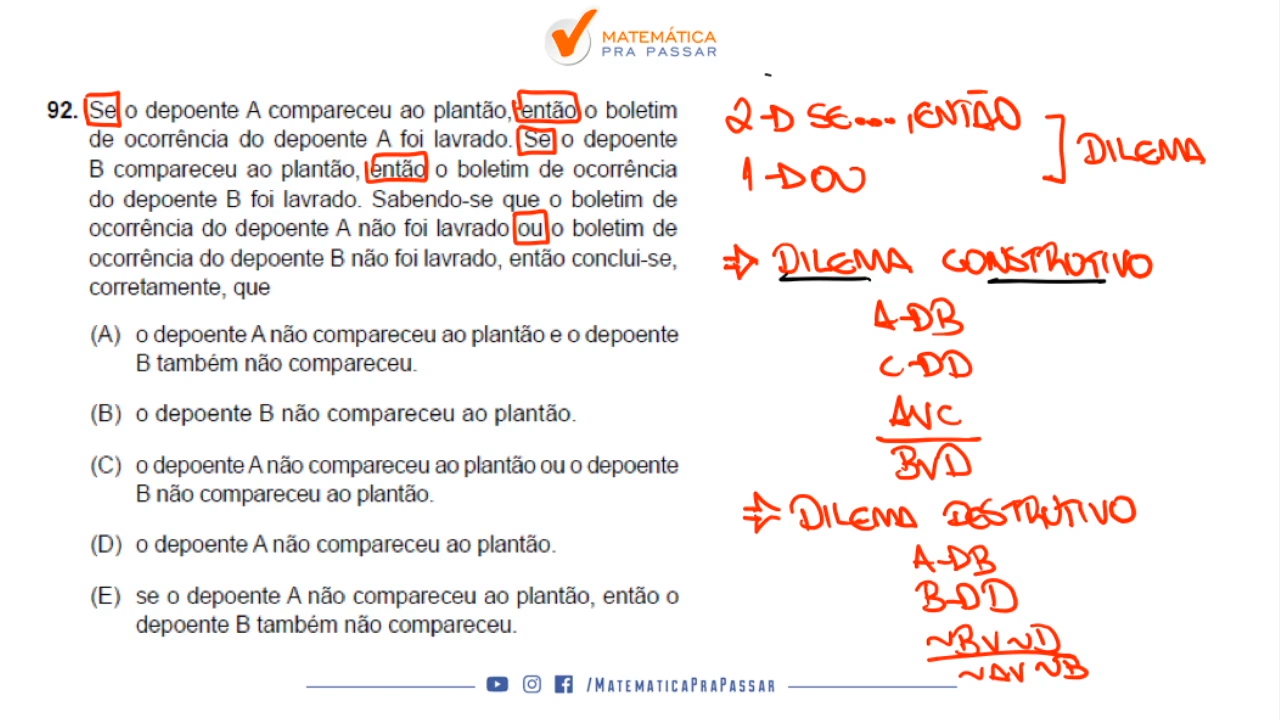 MATEMÁTICA
PRA PASSAR
92. Se o depoente A compareceu ao plantão, então o boletim
de ocorrência do depoente A foi lavrado. Se o depoente
B compareceu ao plantão, então o boletim de ocorrência
do depoente B foi lavrado. Sabendo-se que o boletim de
ocorrência do depoente A não foi lavrado ou o boletim de
ocorrência do depoente B não foi lavrado, então conclui-se,
corretamente, que
(A) o depoente A não compareceu ao plantão e o depoente
B também não compareceu.
(B) o depoente B não compareceu ao plantão.
(C) o depoente A não compareceu ao plantão ou o depoente
B não compareceu ao plantão.
(D) o depoente A não compareceu ao plantão.
(E) se o depoente A não compareceu ao plantão, então o
depoente B também não compareceu.
2→ SE...., ENTÃO
1→ OU
DILEMA
⇒ DILEMA CONSTRUTIVO
A→B
C→D
AVC
BVD
⇒ DILEMA DESTRUTIVO
A→B
B→D
~BV~D
~AV~B
/MATEMATICAPRAPASSAR